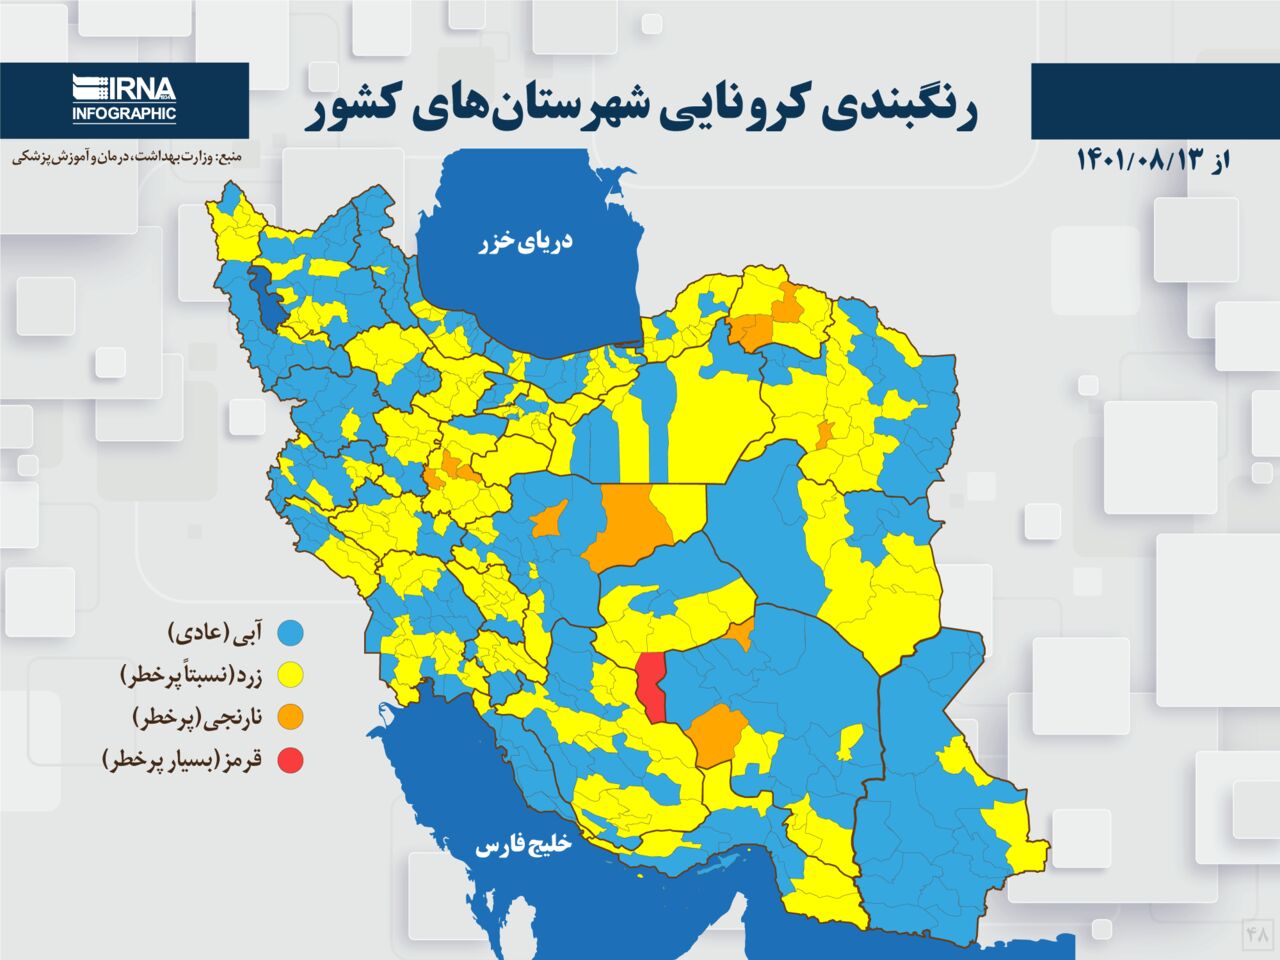 IRNA
INFOGRAPHIC
رنگبندی کرونایی شهرستان‌های کشور
منبع: وزارت بهداشت، درمان و آموزش پزشکی
از ۱۴۰۱/۰۸/۱۳
دریای خزر
آبی (عادی)
زرد (نسبتاً پرخطر)
نارنجی (پرخطر)
قرمز (بسیار پرخطر)
خلیج فارس
۴۸